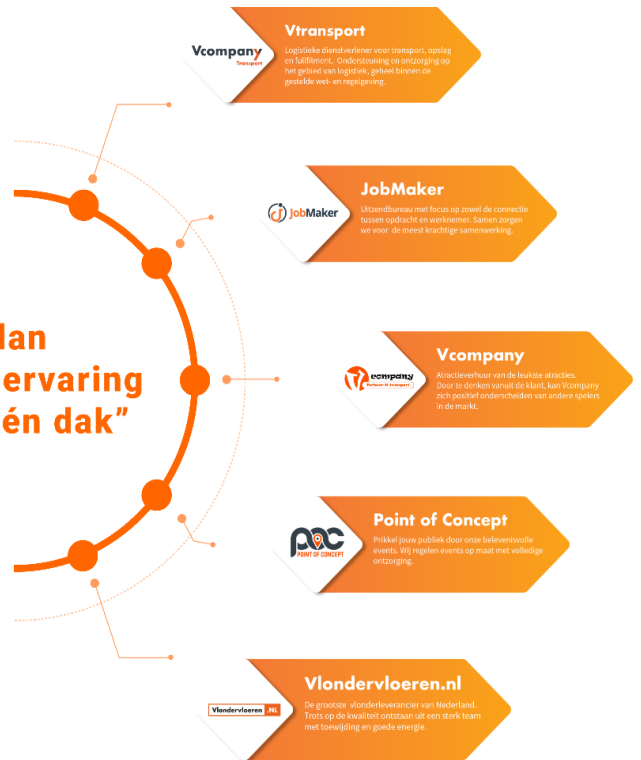 Vtransport
Vcompany
Transport
Logistieke dienstverlener voor transport, opslag
en fullfilment. Ondersteuning en ontzorging op
het gebied van logistiek, geheel binnen de
gestelde wet- en regelgeving.
JobMaker
JobMaker
Uitzendbureau met focus op zowel de connectie
tussen opdracht en werknemer. Samen zorgen
we voor de meest krachtige samenwerking.
lan
ervaring
én dak”
Vcompany
company
Verhuur & transport
Atractieverhuur van de leukste atracties.
Door te denken vanuit de klant, kan Vcompany
zich positief onderscheiden van andere spelers
in de markt.
Point of Concept
POC
POINT OF CONCEPT
Prikkel jouw publiek door onze belevenisvolle
events. Wij regelen events op maat met volledige
ontzorging.
Vlondervloeren.nl
Vlondervloeren .NL
De grootste vlonderleverancier van Nederland.
Trots op de kwaliteit ontstaan uit een sterk team
met toewijding en goede energie.